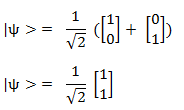 |ψ > = 1/√2 ([1 0] + [0 1])
|ψ > = 1/√2 [1 1]